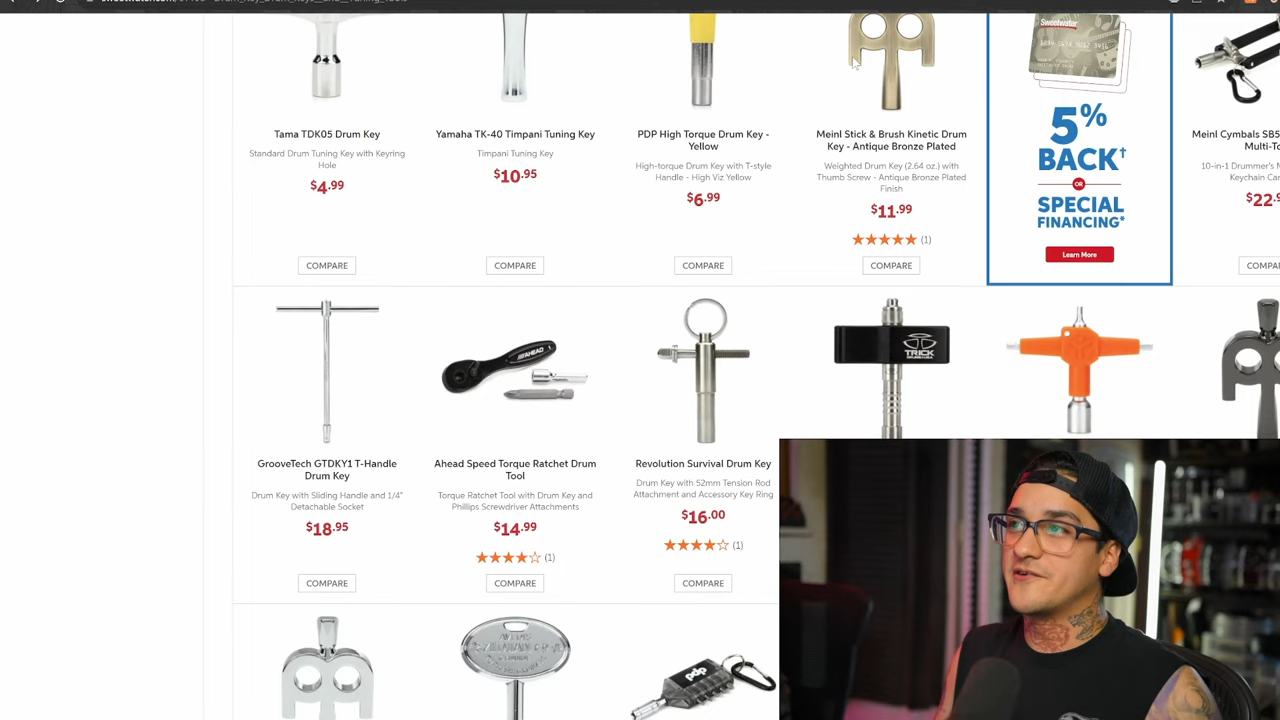 Sweetwater
5%
BACK†
OR
SPECIAL
FINANCING*
Learn More
Tama TDK05 Drum Key
Standard Drum Tuning Key with Keyring
Hole
$4.99
COMPARE
Yamaha TK-40 Timpani Tuning Key
Timpani Tuning Key
$10.95
COMPARE
PDP High Torque Drum Key -
Yellow
High-torque Drum Key with T-style
Handle - High Viz Yellow
$6.99
COMPARE
Meinl Stick & Brush Kinetic Drum
Key - Antique Bronze Plated
Weighted Drum Key (2.64 oz.) with
Thumb Screw - Antique Bronze Plated
Finish
$11.99
(1)
COMPARE
Meinl Cymbals
10-in-1 Drummer's
Keychain
$22.9
GrooveTech GTDKY1 T-Handle
Drum Key
Drum Key with Sliding Handle and 1/4"
Detachable Socket
$18.95
COMPARE
AHEAD
Ahead Speed Torque Ratchet Drum
Tool
Torque Ratchet Tool with Drum Key and
Phillips Screwdriver Attachments
$14.99
(1)
COMPARE
Revolution Survival Drum Key
Drum Key with 52mm Tension Rod
Attachment and Accessory Key Ring
$16.00
(1)
COMPARE
TRICK
pdp